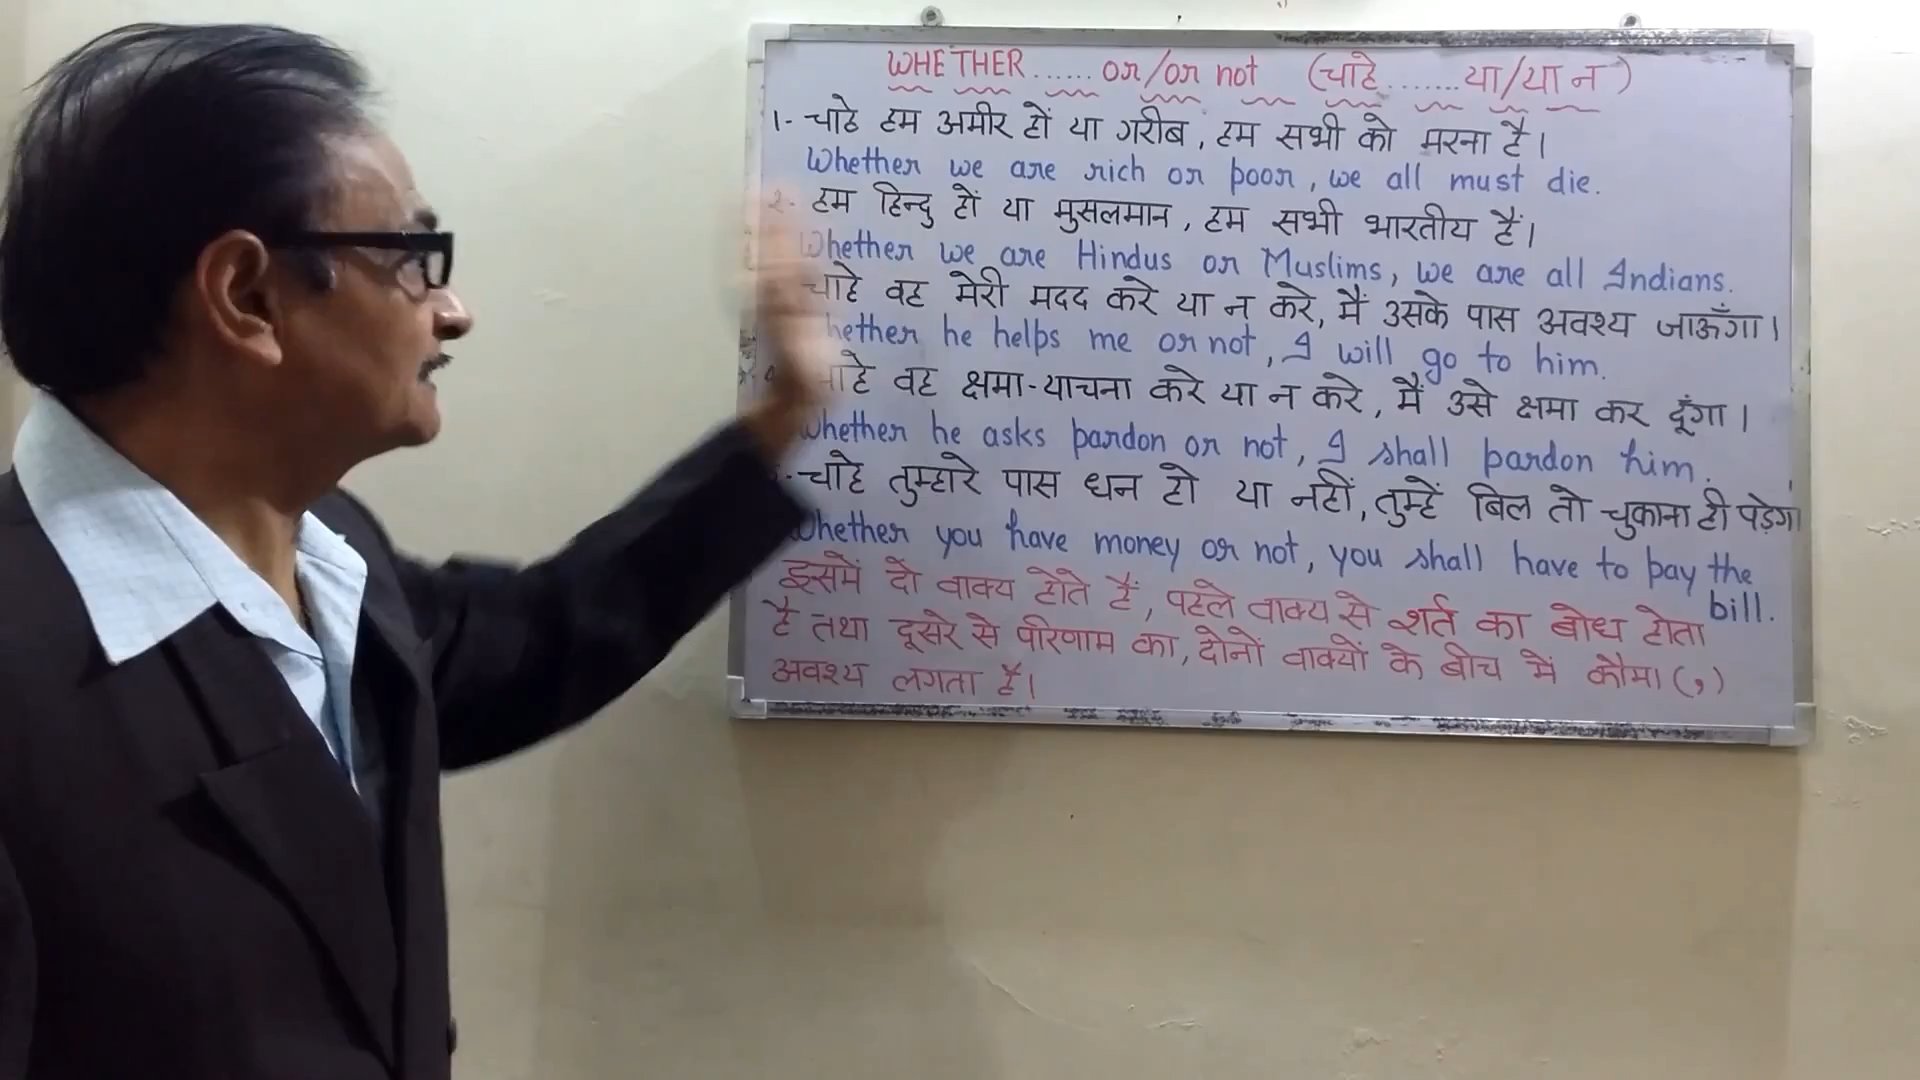 WHETHER ...... or/or not (चाहे ....... या/या न)
1- चाहे हम अमीर हों या गरीब, हम सभी को मरना है।
Whether we are rich or poor, we all must die.
2- हम हिन्दु हों या मुसलमान, हम सभी भारतीय हैं।
Whether we are Hindus or Muslims, we are all Indians.
चाहे वह मेरी मदद करे या न करे, मैं उसके पास अवश्य जाऊँगा।
hether he helps me or not, I will go to him.
चाहे वह क्षमा-याचना करे या न करे, मैं उसे क्षमा कर दूँगा।
Whether he asks pardon or not, I shall pardon him.
चाहे तुम्हारे पास धन हो या नहीं, तुम्हें बिल तो चुकाना ही पड़ेगा
Whether you have money or not, you shall have to pay the
bill.
इसमें दो वाक्य होते हैं, पहले वाक्य से शर्त का बोध होता
है तथा दूसरे से परिणाम का, दोनों वाक्यों के बीच में कौमा (,)
अवश्य लगता है।